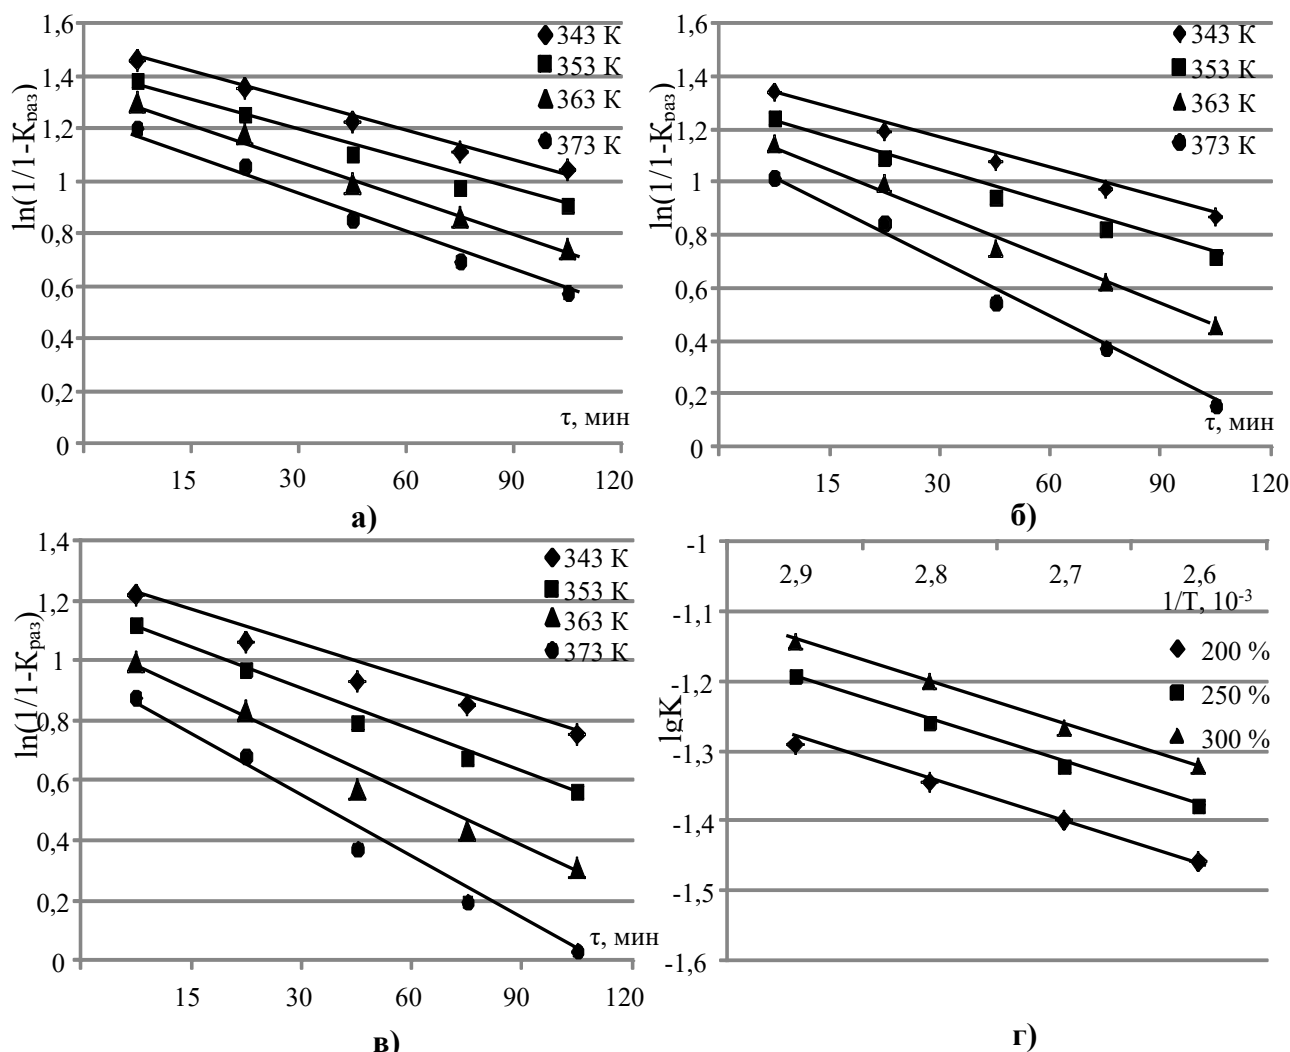 ln(1/1-Kраз)
1,6
1,4
1,2
1
0,8
0,6
0,4
0,2
0
343 К
353 К
363 К
373 К
τ, мин
15
30
60
90
120
а)
ln(1/1-Kраз)
1,6
1,4
1,2
1
0,8
0,6
0,4
0,2
0
343 К
353 К
363 К
373 К
τ, мин
15
30
60
90
120
б)
ln(1/1-Kраз)
1,4
1,2
1
0,8
0,6
0,4
0,2
0
343 К
353 К
363 К
373 К
τ, мин
15
30
60
90
120
в)
lgK
-1
-1,1
-1,2
-1,3
-1,4
-1,5
-1,6
2,9
2,8
2,7
2,6
1/T, 10⁻³
200 %
250 %
300 %
г)